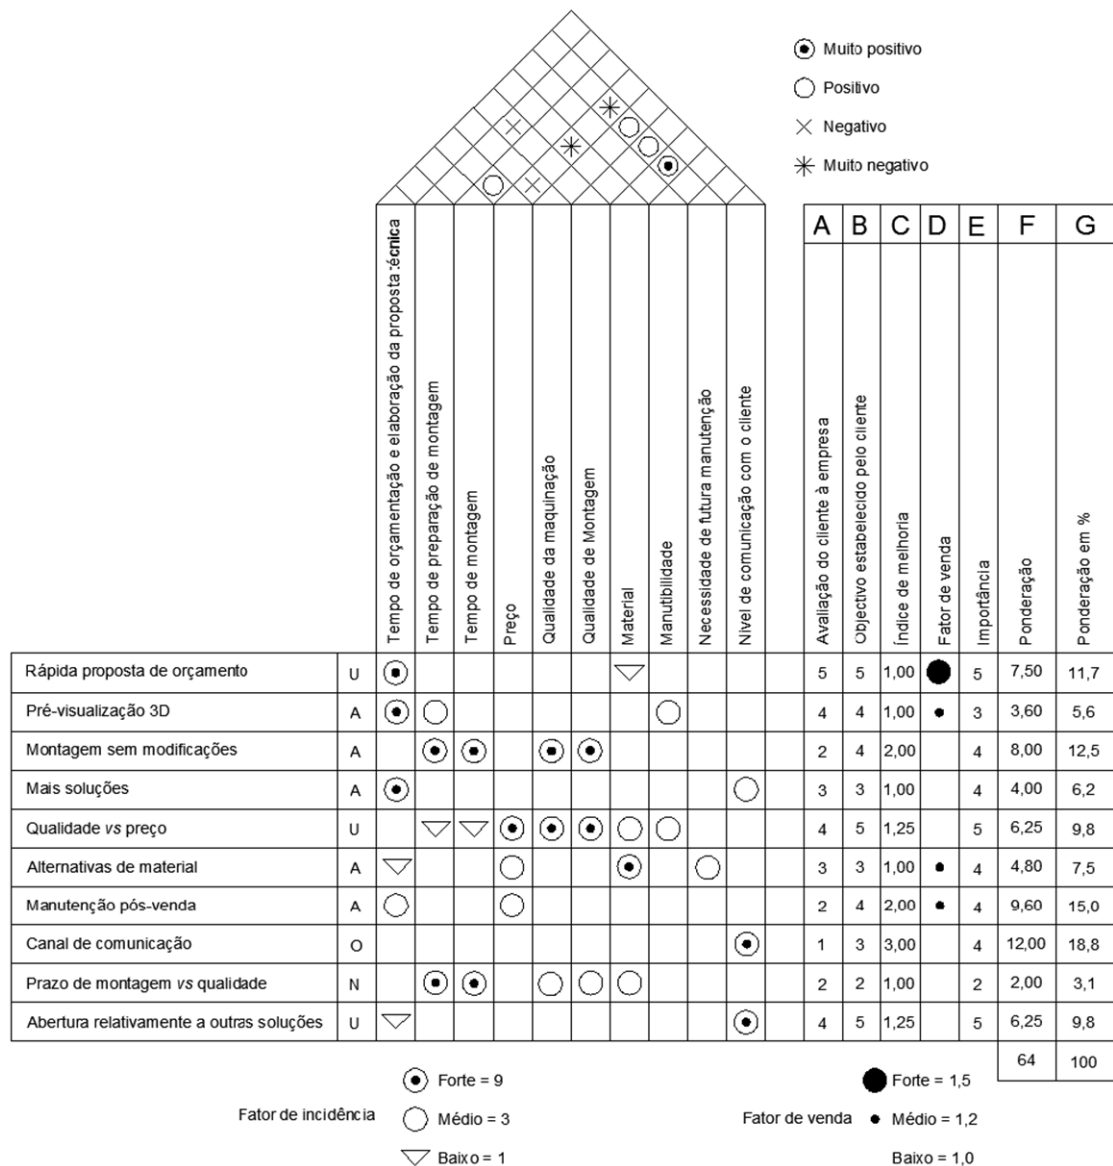 Muito positivo
Positivo
Negativo
Muito negativo
Tempo de orçamentação e elaboração da proposta técnica
Tempo de preparação de montagem
Tempo de montagem
Preço
Qualidade da maquinação
Qualidade de Montagem
Material
Manutibilidade
Necessidade de futura manutenção
Nível de comunicação com o cliente
A B C D E F G
Avaliação do cliente à empresa
Objectivo estabelecido pelo cliente
Índice de melhoria
Fator de venda
Importância
Ponderação
Ponderação em %
Rápida proposta de orçamento U 5 5 1,00 5 7,50 11,7
Pré-visualização 3D A 4 4 1,00 3 3,60 5,6
Montagem sem modificações A 2 4 2,00 4 8,00 12,5
Mais soluções A 3 3 1,00 4 4,00 6,2
Qualidade vs preço U 4 5 1,25 5 6,25 9,8
Alternativas de material A 3 3 1,00 4 4,80 7,5
Manutenção pós-venda A 2 4 2,00 4 9,60 15,0
Canal de comunicação O 1 3 3,00 4 12,00 18,8
Prazo de montagem vs qualidade N 2 2 1,00 2 2,00 3,1
Abertura relativamente a outras soluções U 4 5 1,25 5 6,25 9,8
64 100
Fator de incidência
Forte = 9
Médio = 3
Baixo = 1
Fator de venda
Forte = 1,5
Médio = 1,2
Baixo = 1,0